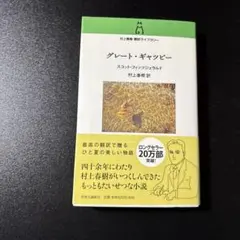 村上春樹 翻訳ライブラリー
グレート・ギャツビー
スコット・フィッツジェラルド
村上春樹 訳
最高の翻訳で贈る
ひと夏の美しい物語
ロングセラー
20万部
突破!
四十余年にわたり
村上春樹がいつくしんできた
もっともたいせつな小説
中央公論新社